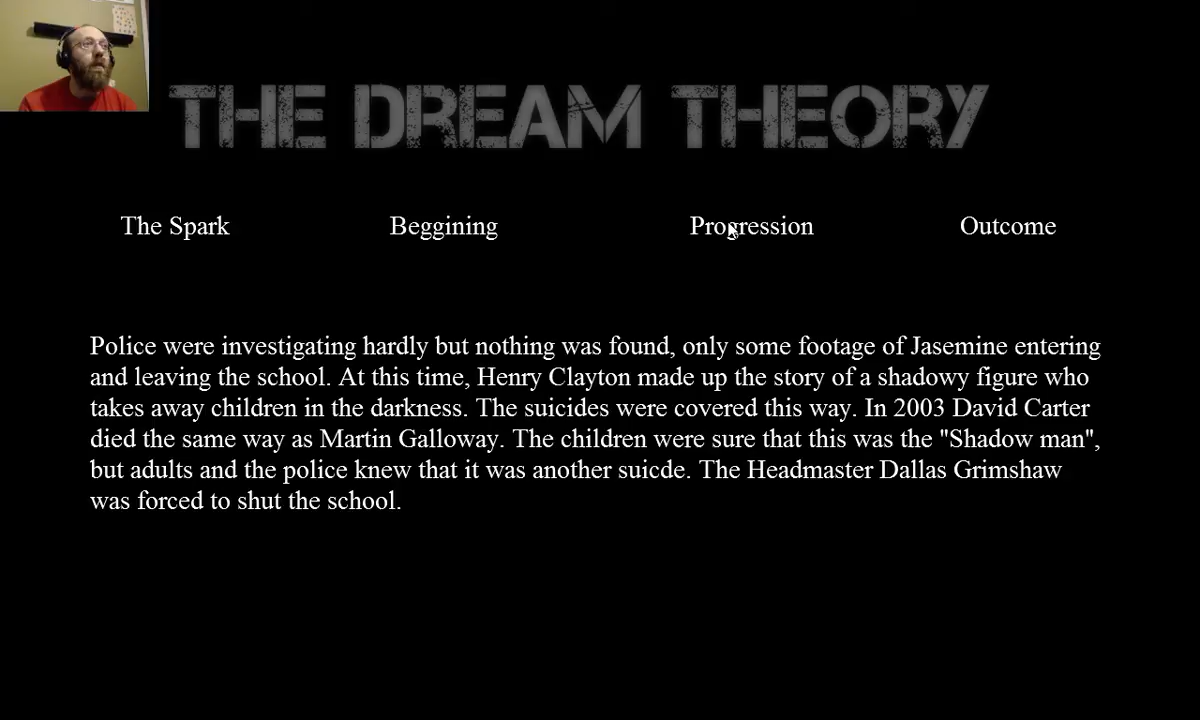 THE DREAM THEORY
The Spark
Beggining
Progression
Outcome
Police were investigating hardly but nothing was found, only some footage of Jasemine entering
and leaving the school. At this time, Henry Clayton made up the story of a shadowy figure who
takes away children in the darkness. The suicides were covered this way. In 2003 David Carter
died the same way as Martin Galloway. The children were sure that this was the "Shadow man",
but adults and the police knew that it was another suicde. The Headmaster Dallas Grimshaw
was forced to shut the school.